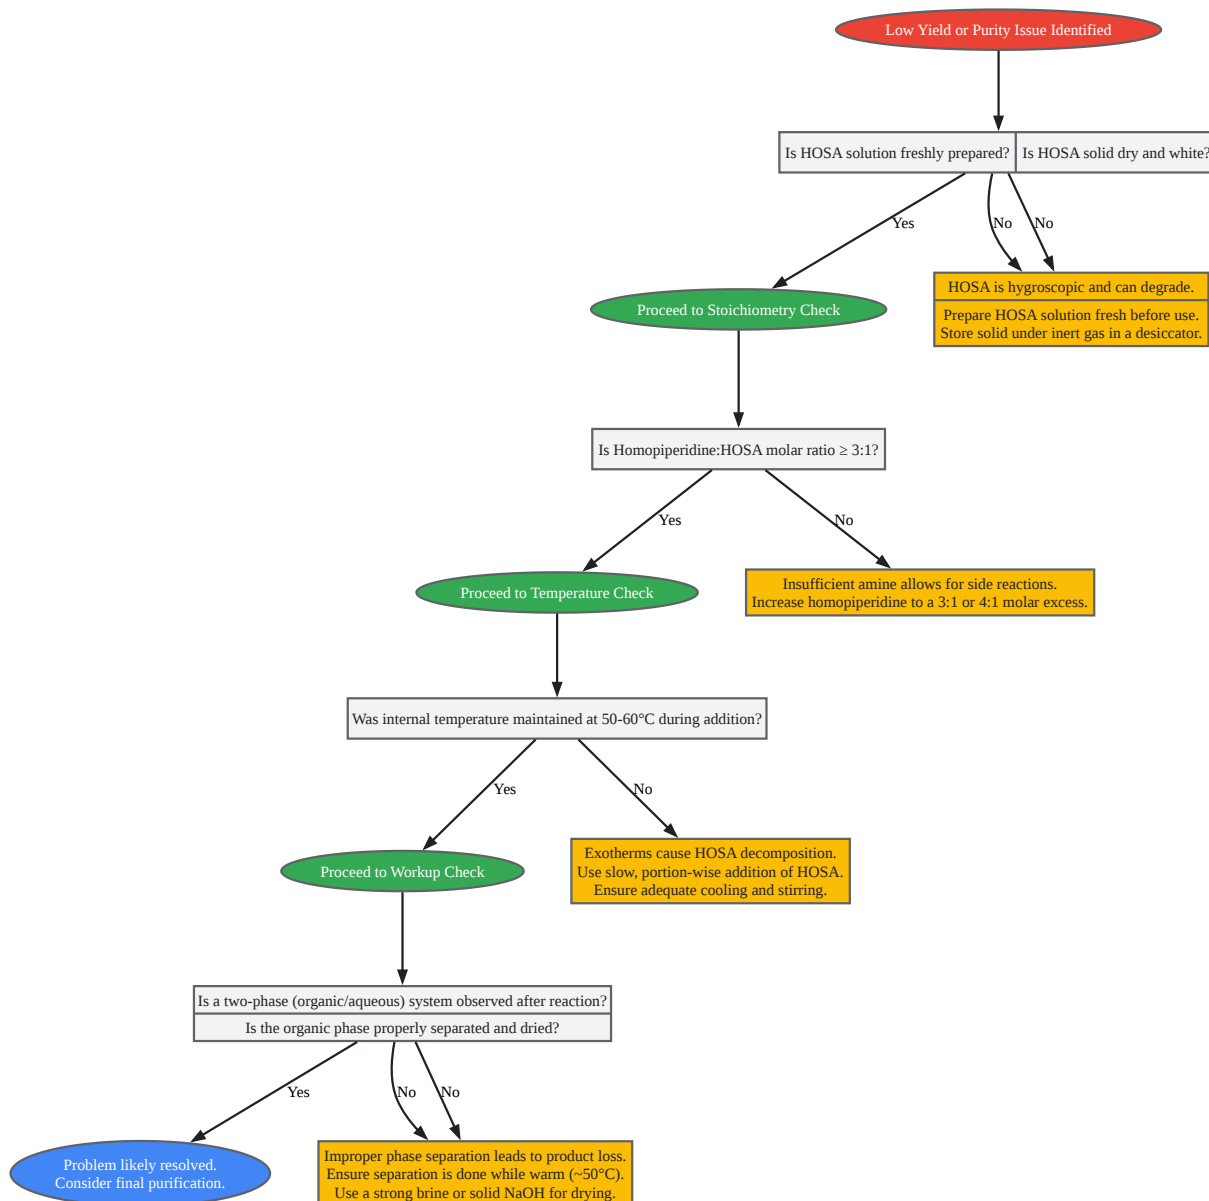 Low Yield or Purity Issue Identified
Is HOSA solution freshly prepared?
Is HOSA solid dry and white?
Yes
No
No
HOSA is hygroscopic and can degrade.
Prepare HOSA solution fresh before use.
Store solid under inert gas in a desiccator.
Proceed to Stoichiometry Check
Is Homopiperidine:HOSA molar ratio ≥ 3:1?
Yes
No
Proceed to Temperature Check
Insufficient amine allows for side reactions.
Increase homopiperidine to a 3:1 or 4:1 molar excess.
Was internal temperature maintained at 50-60°C during addition?
Yes
No
Proceed to Workup Check
Exotherms cause HOSA decomposition.
Use slow, portion-wise addition of HOSA.
Ensure adequate cooling and stirring.
Is a two-phase (organic/aqueous) system observed after reaction?
Is the organic phase properly separated and dried?
Yes
No
No
Problem likely resolved.
Consider final purification.
Improper phase separation leads to product loss.
Ensure separation is done while warm (~50°C).
Use a strong brine or solid NaOH for drying.